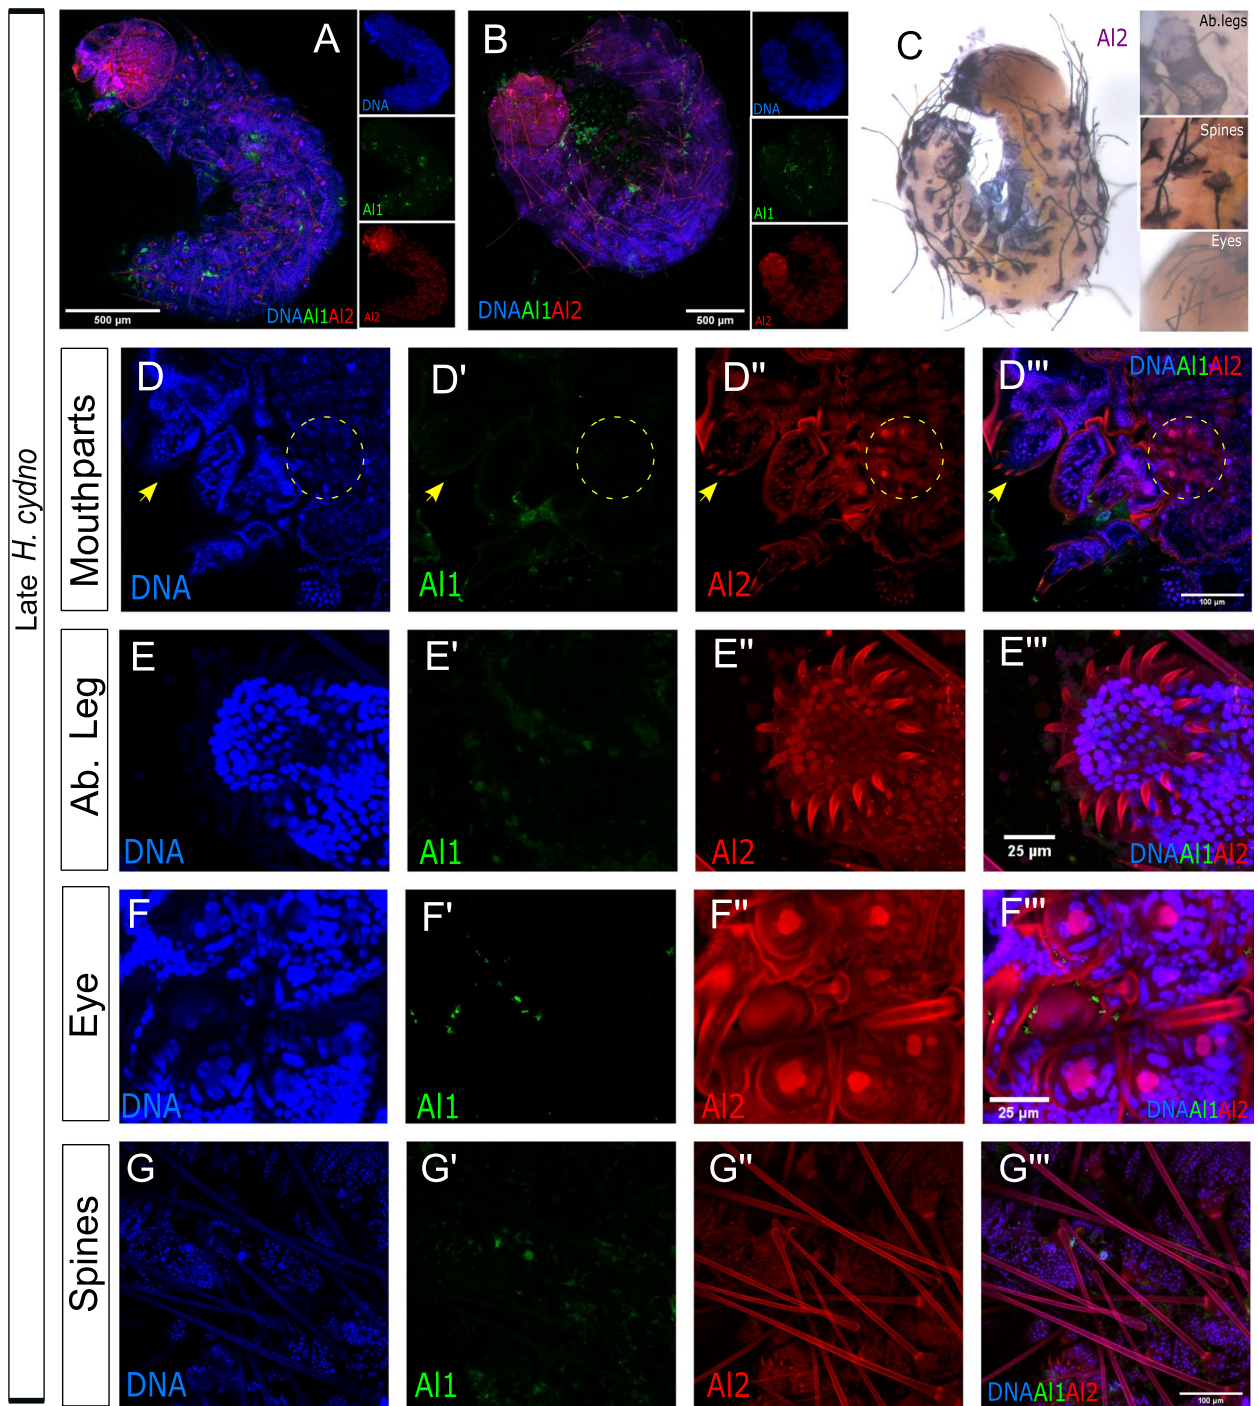 Late H. cydno
A
DNA
Al1
Al2
500 µm
DNAAl1Al2
B
DNA
Al1
Al2
DNAAl1Al2
500 µm
C
Al2
Ab.legs
Spines
Eyes
Mouthparts
D
DNA
D'
Al1
D"
Al2
D"'
DNAAl1Al2
100 µm
Ab. Leg
E
DNA
E'
Al1
E"
Al2
E"'
25 µm
DNAAl1Al2
Eye
F
DNA
F'
Al1
F"
Al2
F"'
25 µm
DNAAl1Al2
Spines
G
DNA
G'
Al1
G"
Al2
G"'
DNAAl1Al2
100 µm